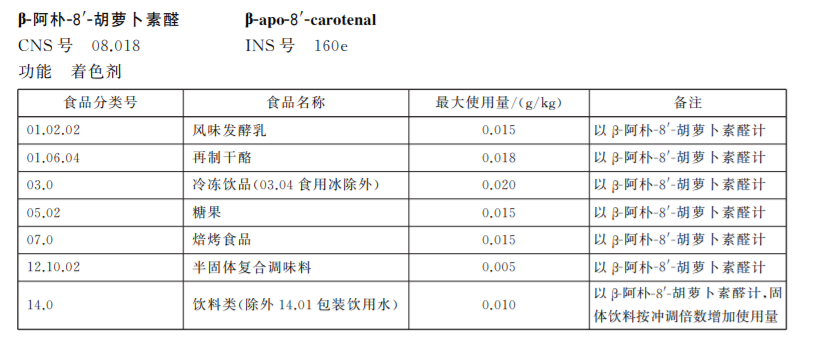 β-阿朴-8′-胡萝卜素醛 β-apo-8′-carotenal
CNS 号 08.018 INS 号 160e
功能 着色剂
食品分类号 食品名称 最大使用量/(g/kg) 备注
01.02.02 风味发酵乳 0.015 以 β-阿朴-8′-胡萝卜素醛计
01.06.04 再制干酪 0.018 以 β-阿朴-8′-胡萝卜素醛计
03.0 冷冻饮品(03.04 食用冰除外) 0.020 以 β-阿朴-8′-胡萝卜素醛计
05.02 糖果 0.015 以 β-阿朴-8′-胡萝卜素醛计
07.0 焙烤食品 0.015 以 β-阿朴-8′-胡萝卜素醛计
12.10.02 半固体复合调味料 0.005 以 β-阿朴-8′-胡萝卜素醛计
14.0 饮料类(除外 14.01 包装饮用水) 0.010 以 β-阿朴-8′-胡萝卜素醛计,固
体饮料按冲调倍数增加使用量